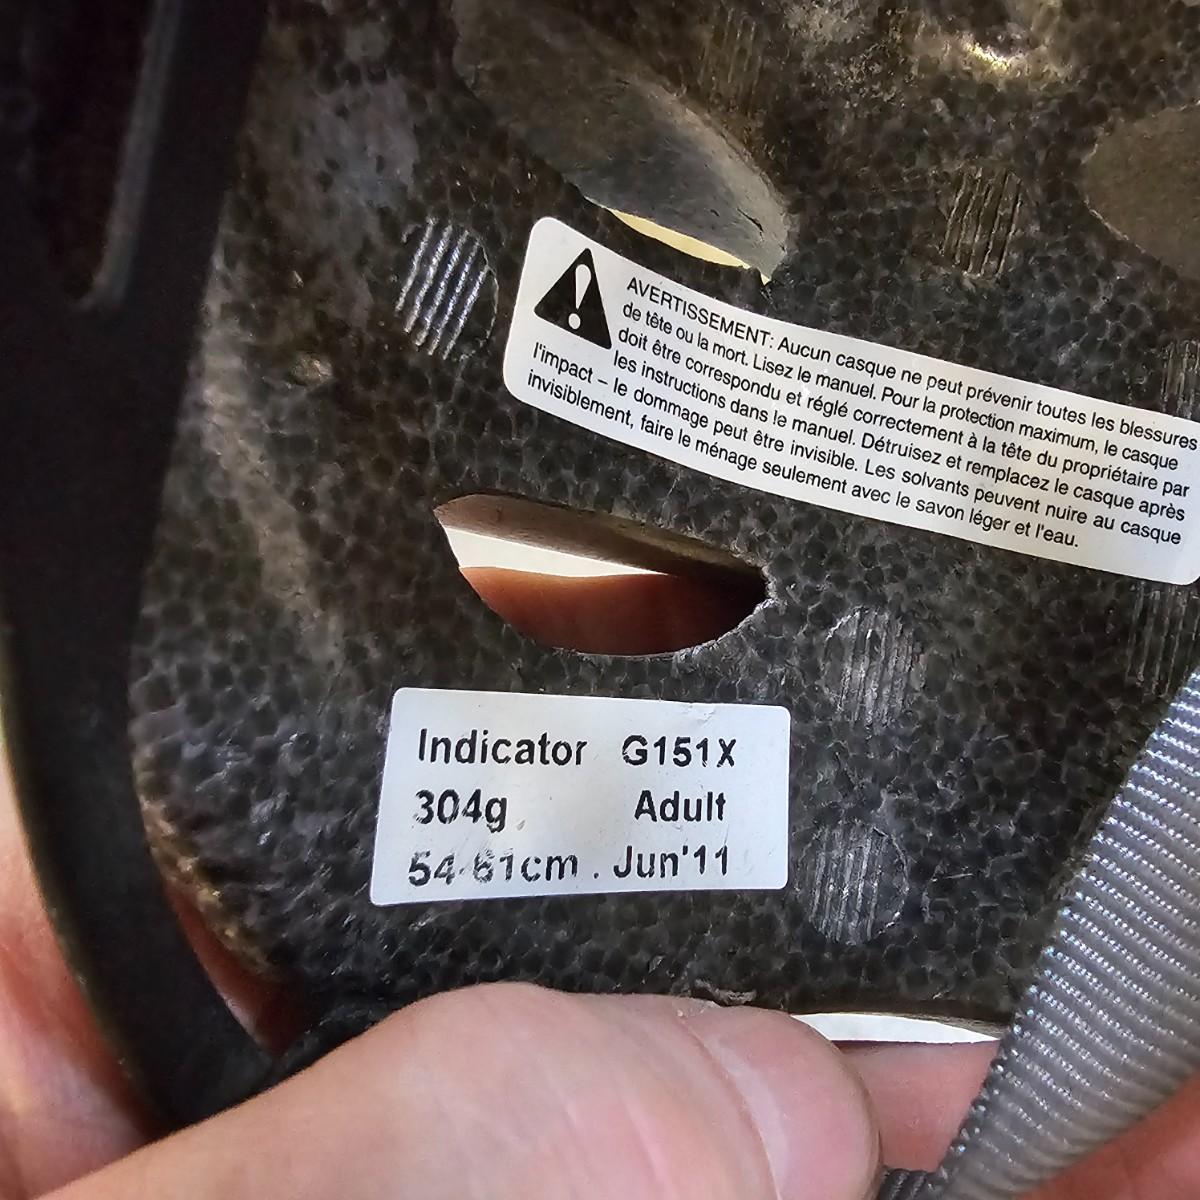 AVERTISSEMENT: Aucun casque ne peut prévenir toutes les blessures
de tête ou la mort. Lisez le manuel. Pour la protection maximum, le casque
doit être correspondu et réglé correctement à la tête du propriétaire par
les instructions dans le manuel. Détruisez et remplacez le casque après
l'impact – le dommage peut être invisible. Les solvants peuvent nuire au casque
invisiblement, faire le ménage seulement avec le savon léger et l'eau.
Indicator G151X
304g Adult
54-61cm . Jun'11